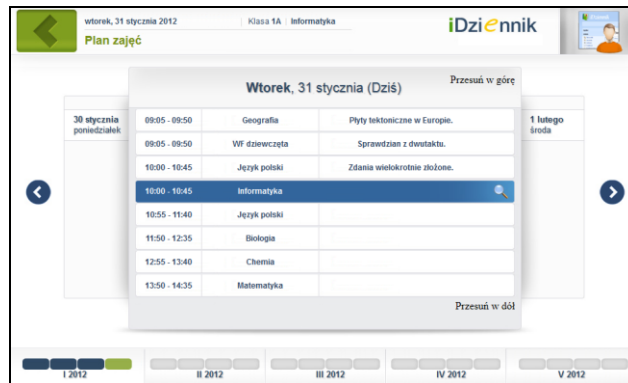 wtorek, 31 stycznia 2012
Klasa 1A Informatyka
Plan zajęć
iDziennik
Wtorek, 31 stycznia (Dziś)
Przesuń w górę
30 stycznia
poniedziałek
1 lutego
środa
09:05 - 09:50 Geografia Płyty tektoniczne w Europie.
09:05 - 09:50 WF dziewczęta Sprawdzian z dwutaktu.
10:00 - 10:45 Język polski Zdania wielokrotnie złożone.
10:00 - 10:45 Informatyka
10:55 - 11:40 Język polski
11:50 - 12:35 Biologia
12:55 - 13:40 Chemia
13:50 - 14:35 Matematyka
Przesuń w dół
I 2012 II 2012 III 2012 IV 2012 V 2012